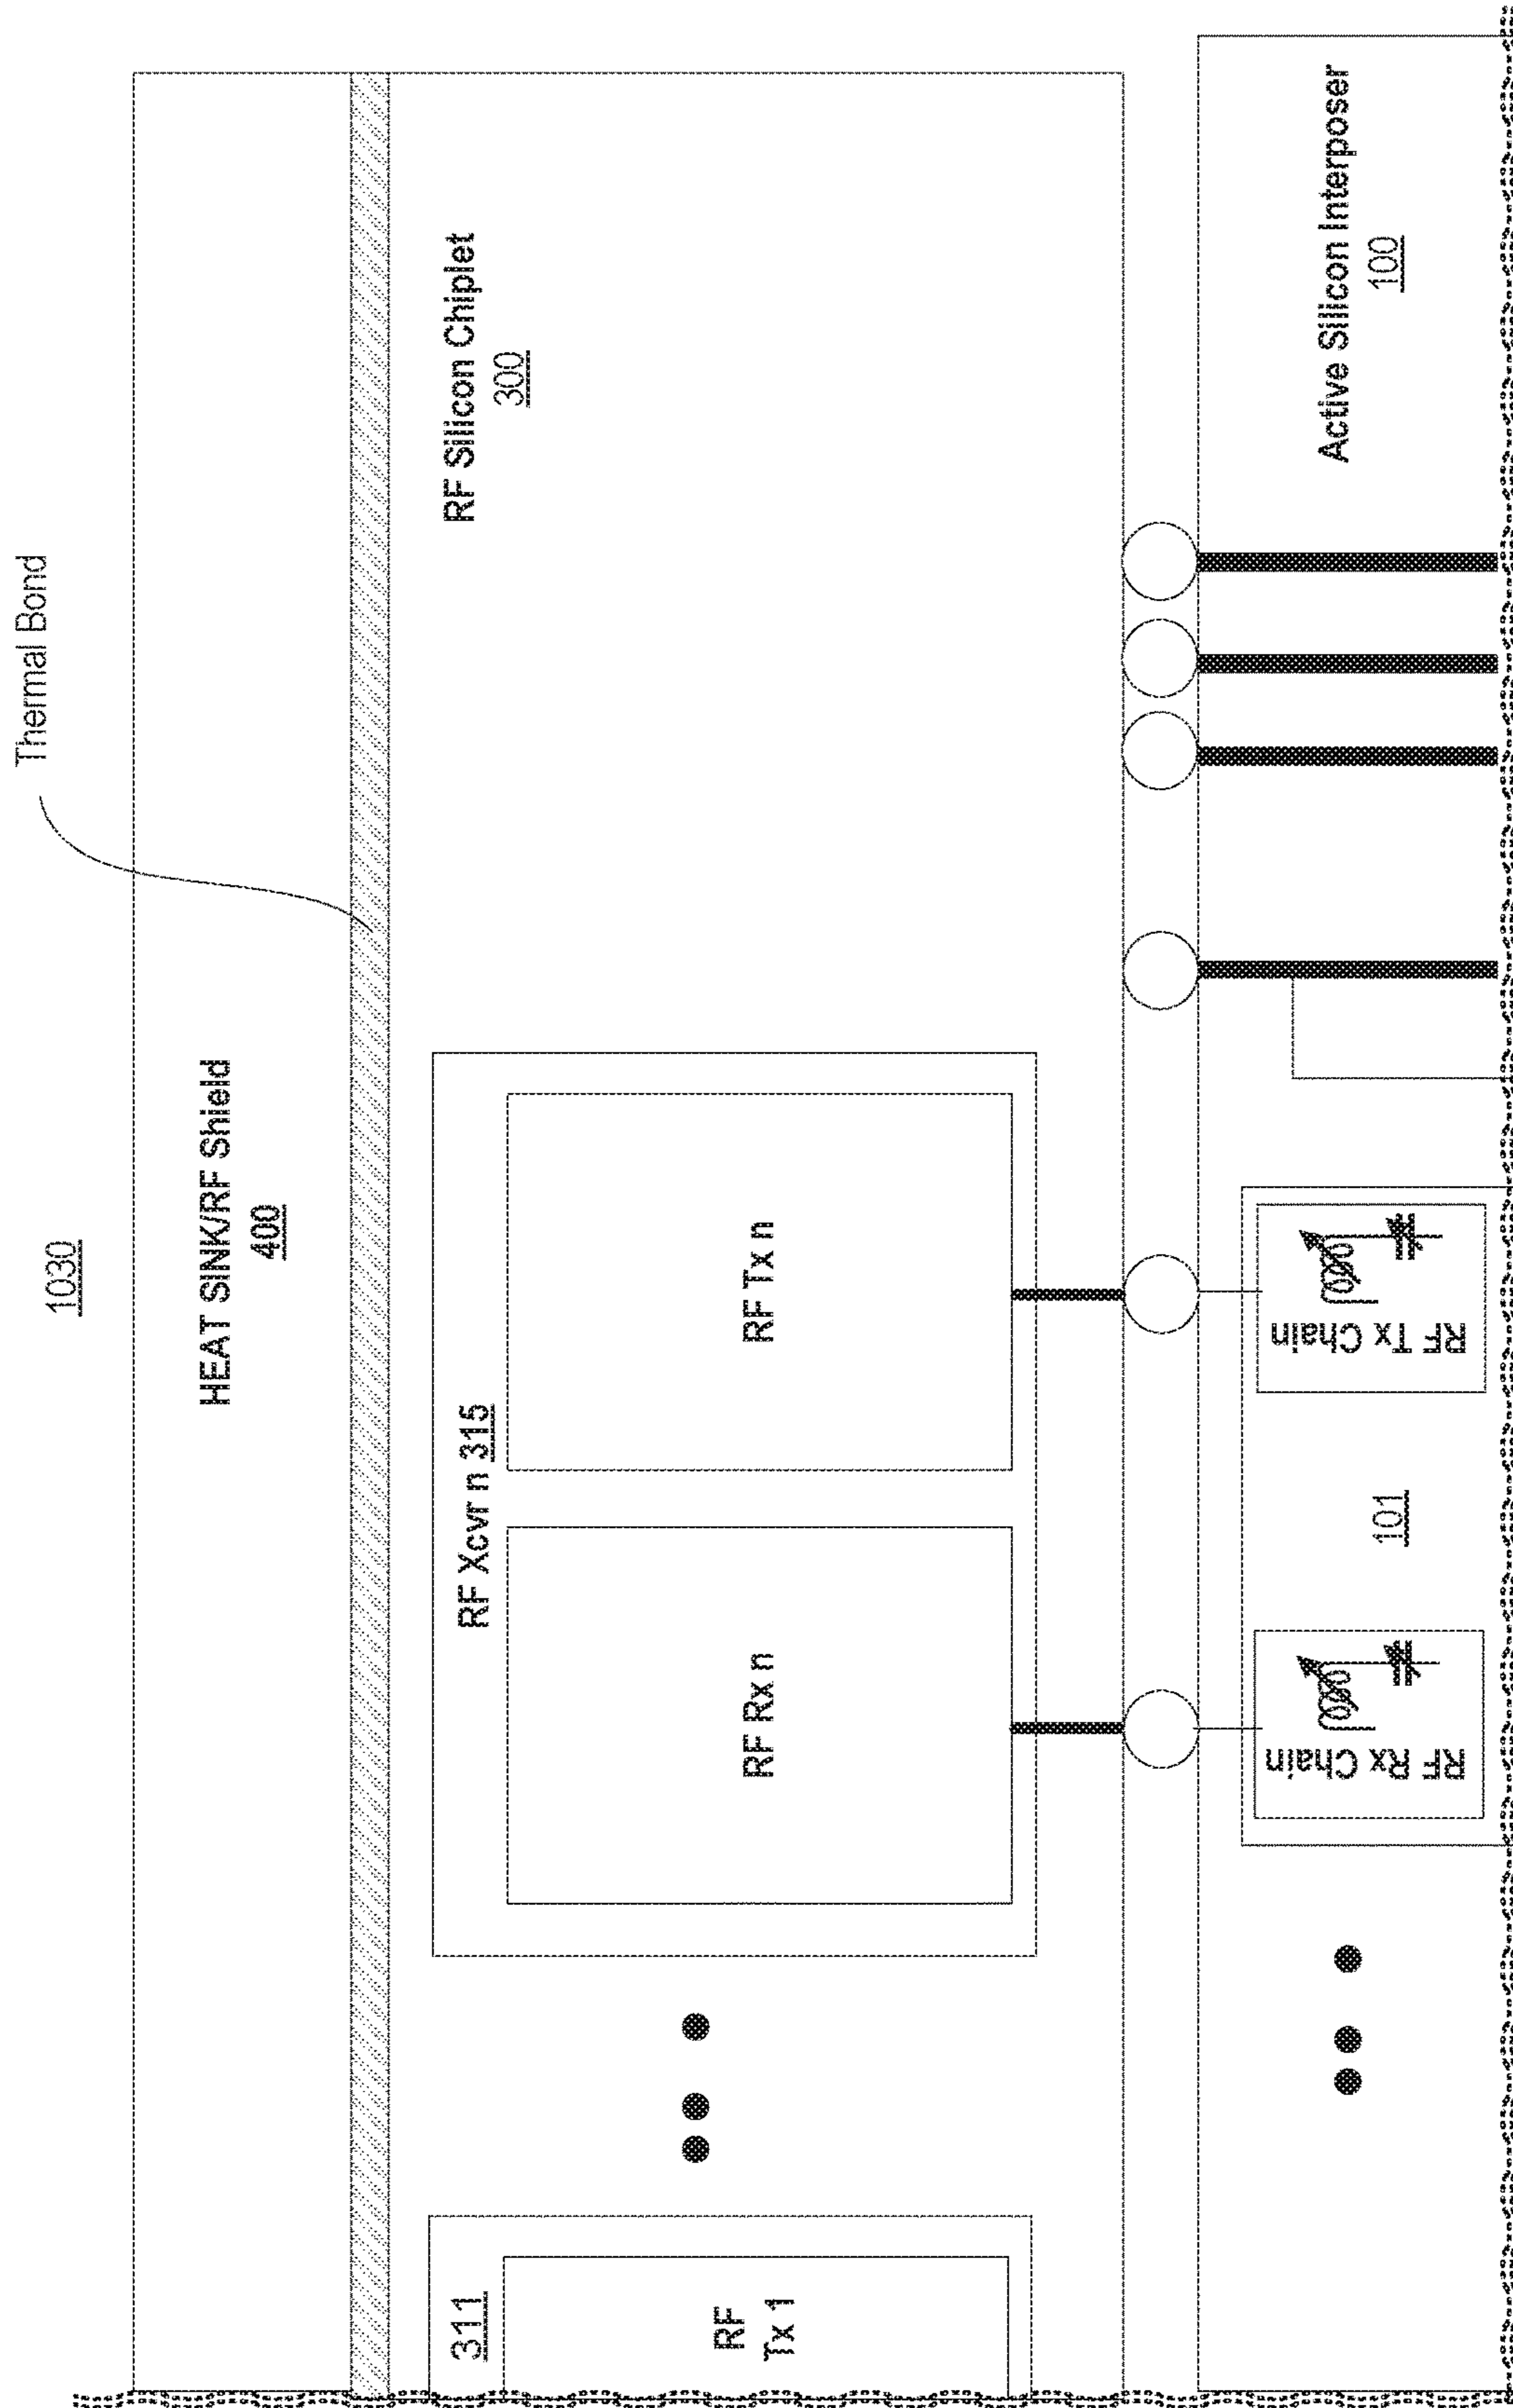 1030
Thermal Bond
HEAT SINK/RF Shield
400
RF Silicon Chiplet
300
311
RF
Tx 1
RF Xcvr n 315
RF Rx n
RF Tx n
Active Silicon Interposer
100
RF Rx Chain
101
RF Tx Chain